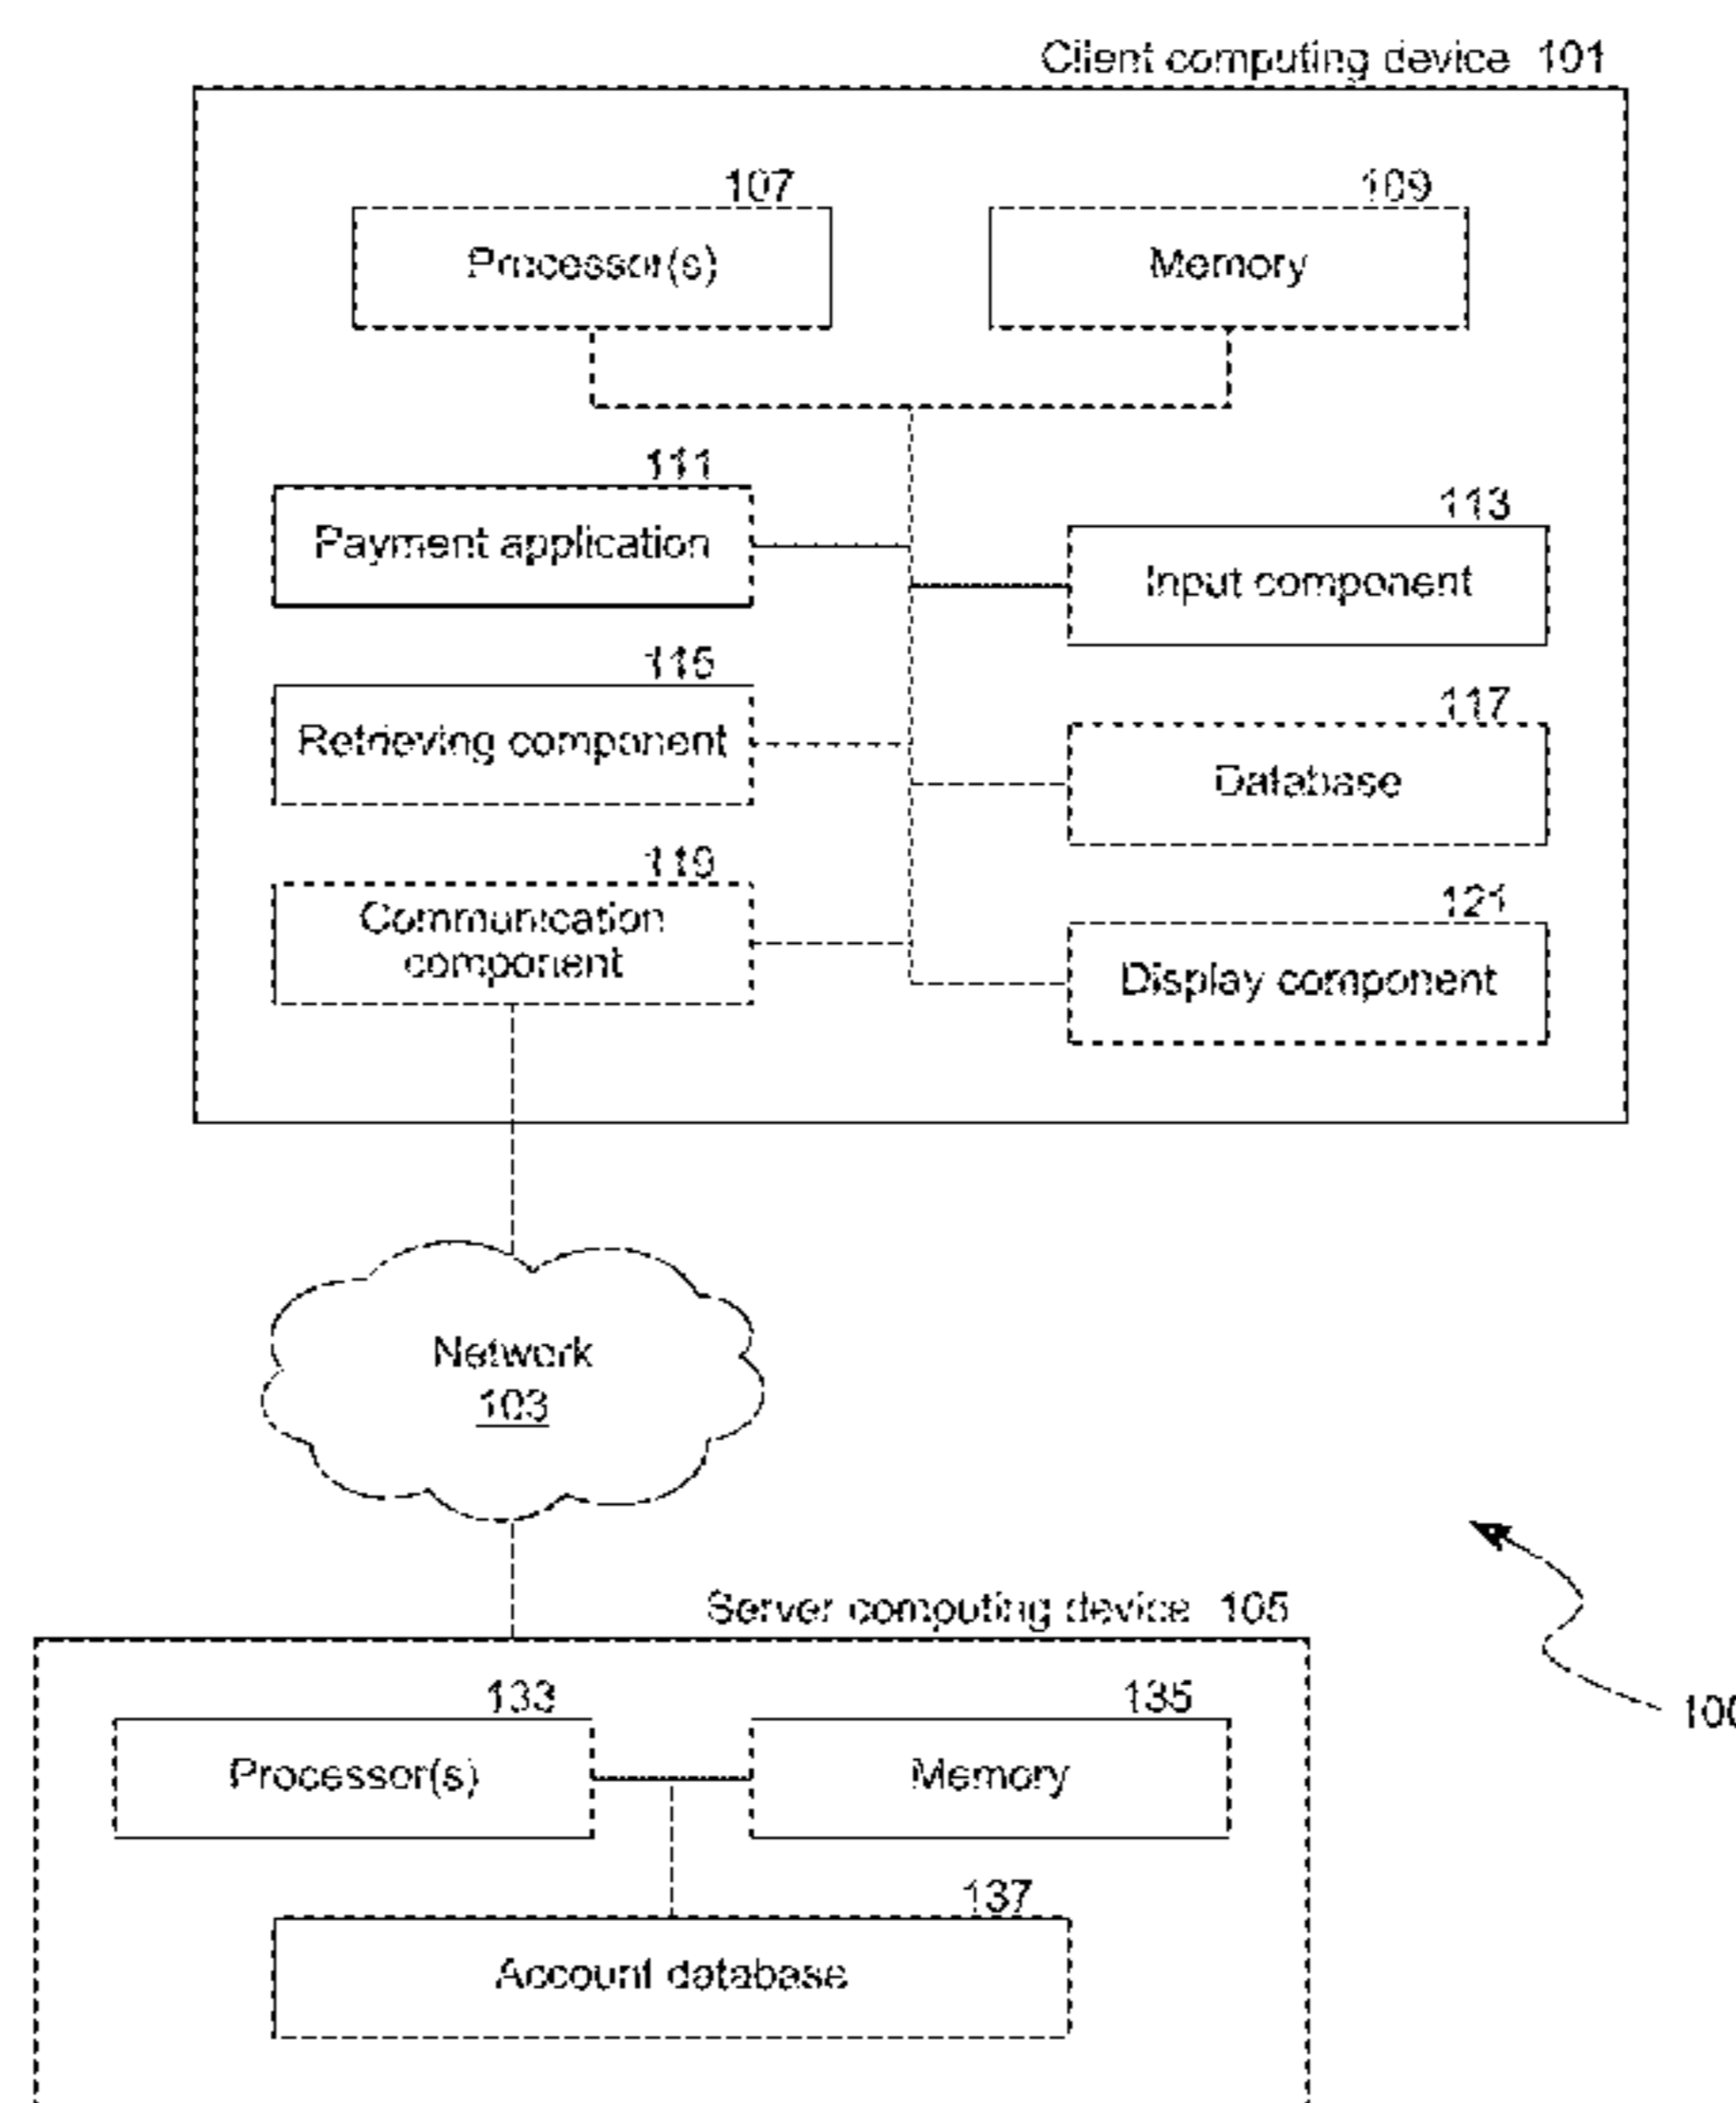 Client computing device 101
107
109
Processor(s)
Memory
111
113
Payment application
Input component
115
117
Retrieving component
Database
119
121
Communication
component
Display component
Network
103
Server computing device 105
133
135
100
Processor(s)
Memory
137
Account database